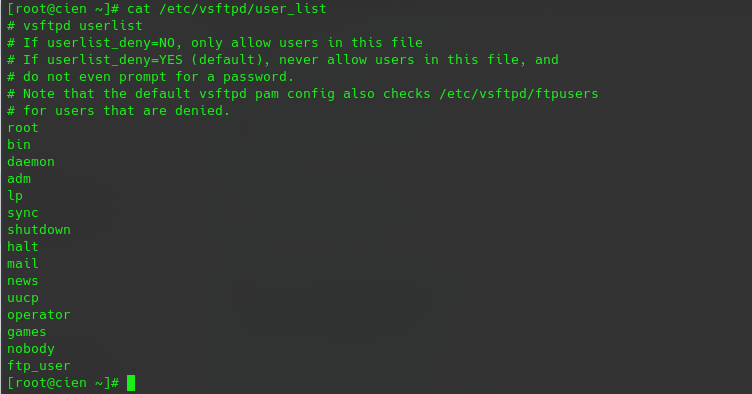 [root@cien ~]# cat /etc/vsftpd/user_list
# vsftpd userlist
# If userlist_deny=NO, only allow users in this file
# If userlist_deny=YES (default), never allow users in this file, and
# do not even prompt for a password.
# Note that the default vsftpd pam config also checks /etc/vsftpd/ftpusers
# for users that are denied.
root
bin
daemon
adm
lp
sync
shutdown
halt
mail
news
uucp
operator
games
nobody
ftp_user
[root@cien ~]#